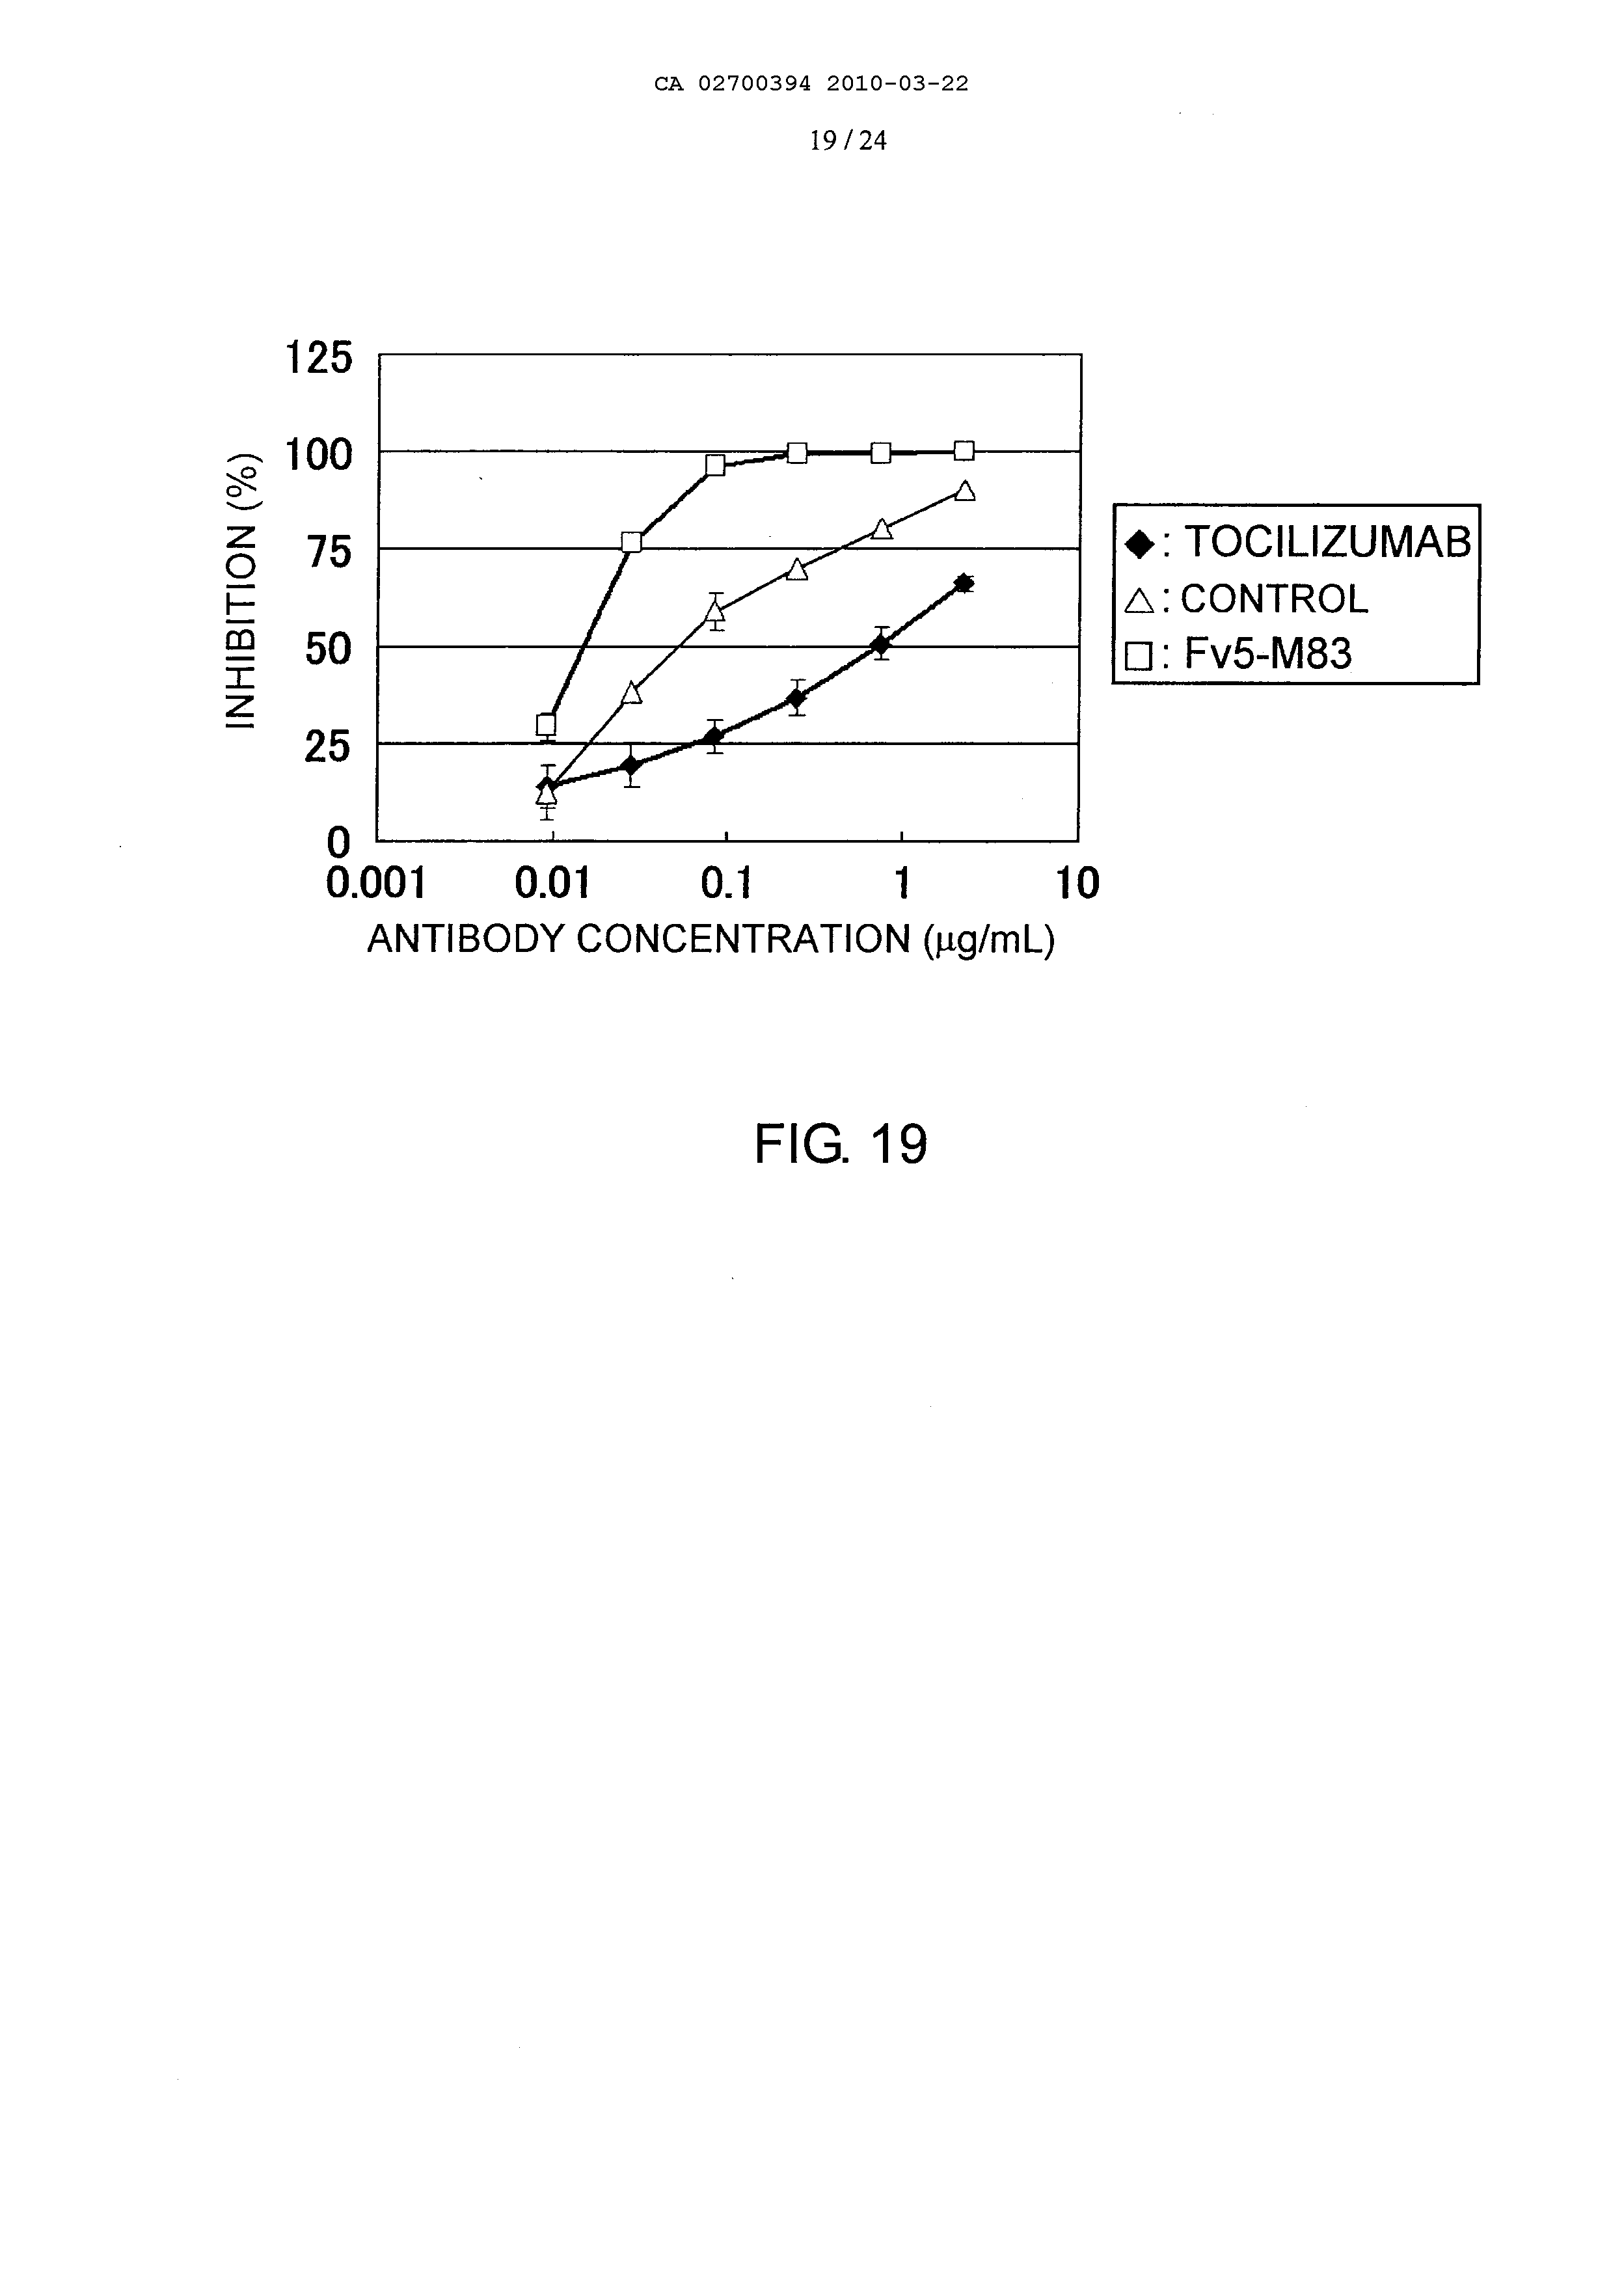 CA 02700394 2010-03-22
19/24
125
100
75
50
25
0
INHIBITION (%)
0.001 0.01 0.1 1 10
ANTIBODY CONCENTRATION (µg/mL)
◆: TOCILIZUMAB
△: CONTROL
□: Fv5-M83
FIG. 19